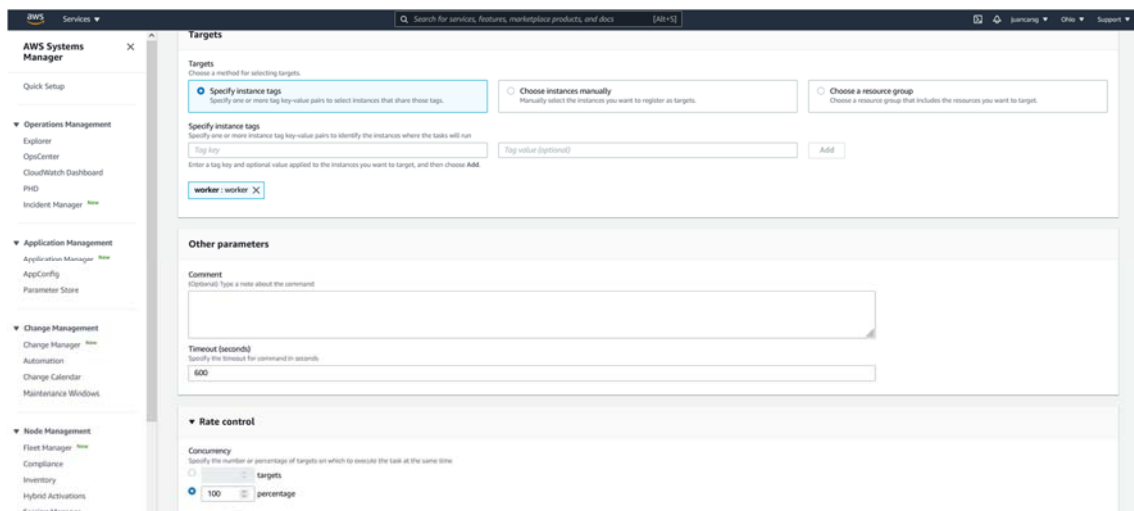 aws
Services ▼
Search for services, features, marketplace products, and docs
[Alt+S]
juancarsg ▼
Ohio ▼
Support ▼
AWS Systems
Manager
Quick Setup
▼ Operations Management
Explorer
OpsCenter
CloudWatch Dashboard
PHD
Incident Manager New
▼ Application Management
Application Manager New
AppConfig
Parameter Store
▼ Change Management
Change Manager New
Automation
Change Calendar
Maintenance Windows
▼ Node Management
Fleet Manager New
Compliance
Inventory
Hybrid Activations
Targets
Targets
Choose a method for selecting targets.
Specify instance tags
Specify one or more tag key-value pairs to select instances that share those tags.
Choose instances manually
Manually select the instances you want to register as targets.
Choose a resource group
Choose a resource group that includes the resources you want to target.
Specify instance tags
Specify one or more instance tag key-value pairs to identify the instances where the tasks will run
Tag key
Tag value (optional)
Add
Enter a tag key and optional value applied to the instances you want to target, and then choose Add.
worker : worker
Other parameters
Comment
(Optional) Type a note about the command
Timeout (seconds)
Specify the timeout for command in seconds
600
▼ Rate control
Concurrency
Specify the number or percentage of targets on which to execute the task at the same time
targets
100 percentage